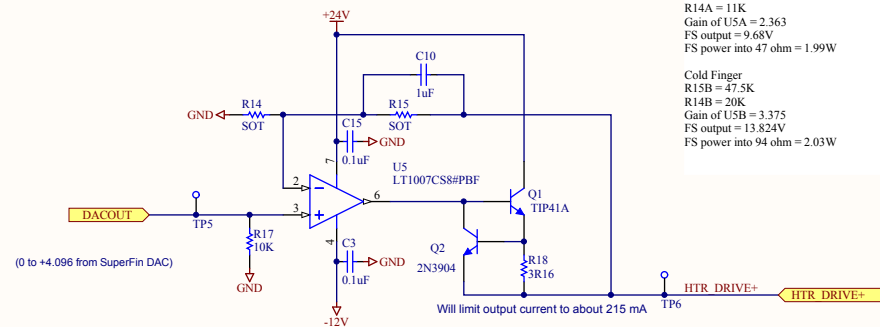 R14A = 11K
Gain of U5A = 2.363
FS output = 9.68V
FS power into 47 ohm = 1.99W
Cold Finger
R15B = 47.5K
R14B = 20K
Gain of U5B = 3.375
FS output = 13.824V
FS power into 94 ohm = 2.03W
+24V
C10
1uF
GND
R14
SOT
R15
SOT
C15
GND
0.1uF
7
U5
LT1007CS8#PBF
2
3
6
4
Q1
TIP41A
DACOUT
TP5
R17
10K
GND
(0 to +4.096 from SuperFin DAC)
C3
GND
0.1uF
-12V
Q2
2N3904
R18
3R16
Will limit output current to about 215 mA
TP6
HTR_DRIVE+
HTR_DRIVE+